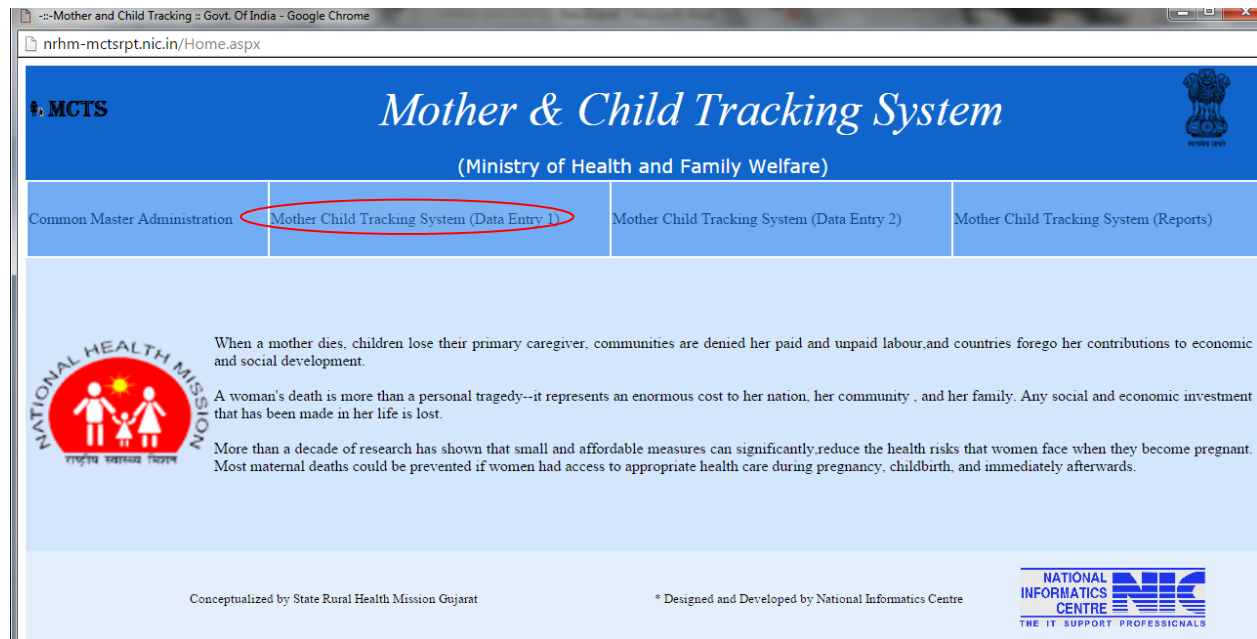 -::-Mother and Child Tracking :: Govt. Of India - Google Chrome
nrhm-mctsrpt.nic.in/Home.aspx
MCTS
Mother & Child Tracking System
सत्यमेव जयते
(Ministry of Health and Family Welfare)
Common Master Administration
Mother Child Tracking System (Data Entry 1)
Mother Child Tracking System (Data Entry 2)
Mother Child Tracking System (Reports)
NATIONAL HEALTH MISSION
राष्ट्रीय स्वास्थ्य मिशन
When a mother dies, children lose their primary caregiver, communities are denied her paid and unpaid labour,and countries forego her contributions to economic
and social development.
A woman's death is more than a personal tragedy--it represents an enormous cost to her nation, her community , and her family. Any social and economic investment
that has been made in her life is lost.
More than a decade of research has shown that small and affordable measures can significantly,reduce the health risks that women face when they become pregnant.
Most maternal deaths could be prevented if women had access to appropriate health care during pregnancy, childbirth, and immediately afterwards.
Conceptualized by State Rural Health Mission Gujarat
* Designed and Developed by National Informatics Centre
NATIONAL
INFORMATICS
CENTRE
NIC
THE IT SUPPORT PROFESSIONALS